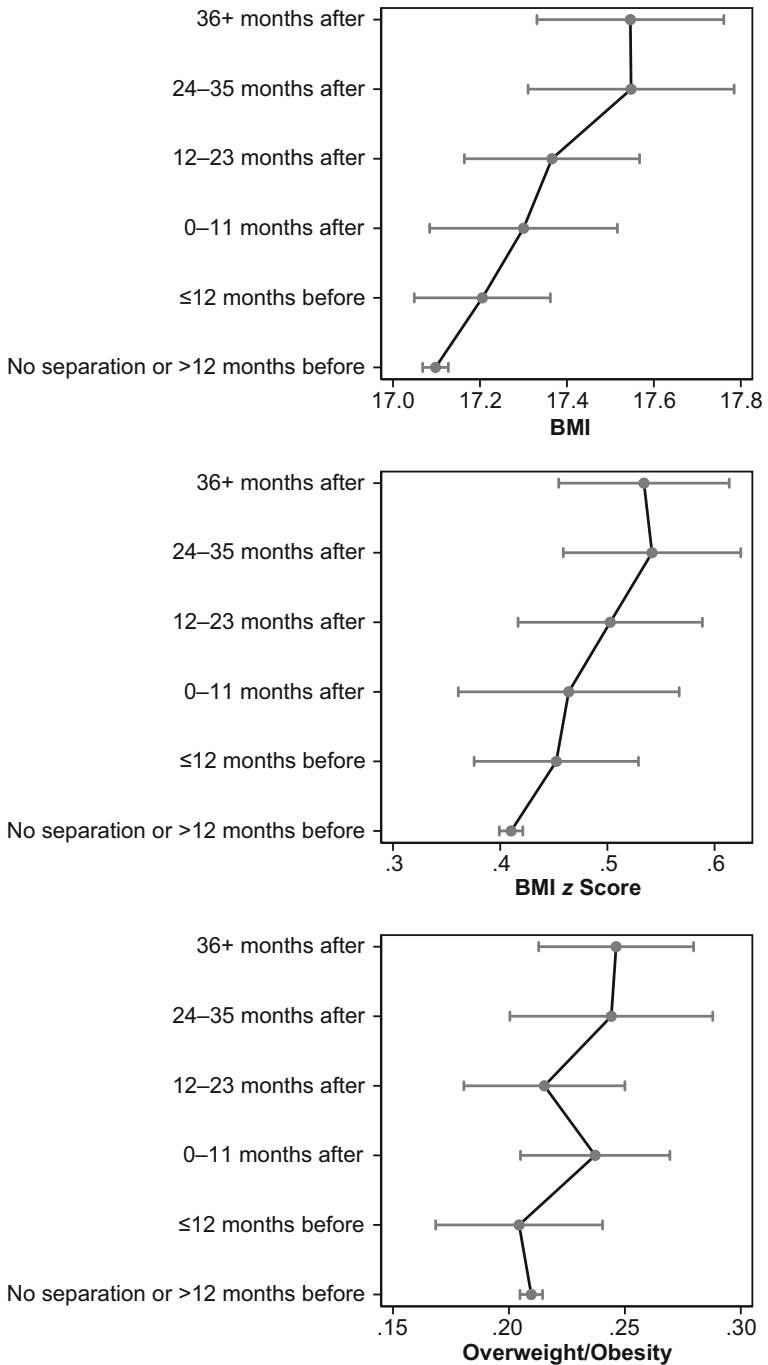 36+ months after
24–35 months after
12–23 months after
0–11 months after
≤12 months before
No separation or >12 months before
17.0 17.2 17.4 17.6 17.8
BMI
36+ months after
24–35 months after
12–23 months after
0–11 months after
≤12 months before
No separation or >12 months before
.3 .4 .5 .6
BMI z Score
36+ months after
24–35 months after
12–23 months after
0–11 months after
≤12 months before
No separation or >12 months before
.15 .20 .25 .30
Overweight/Obesity